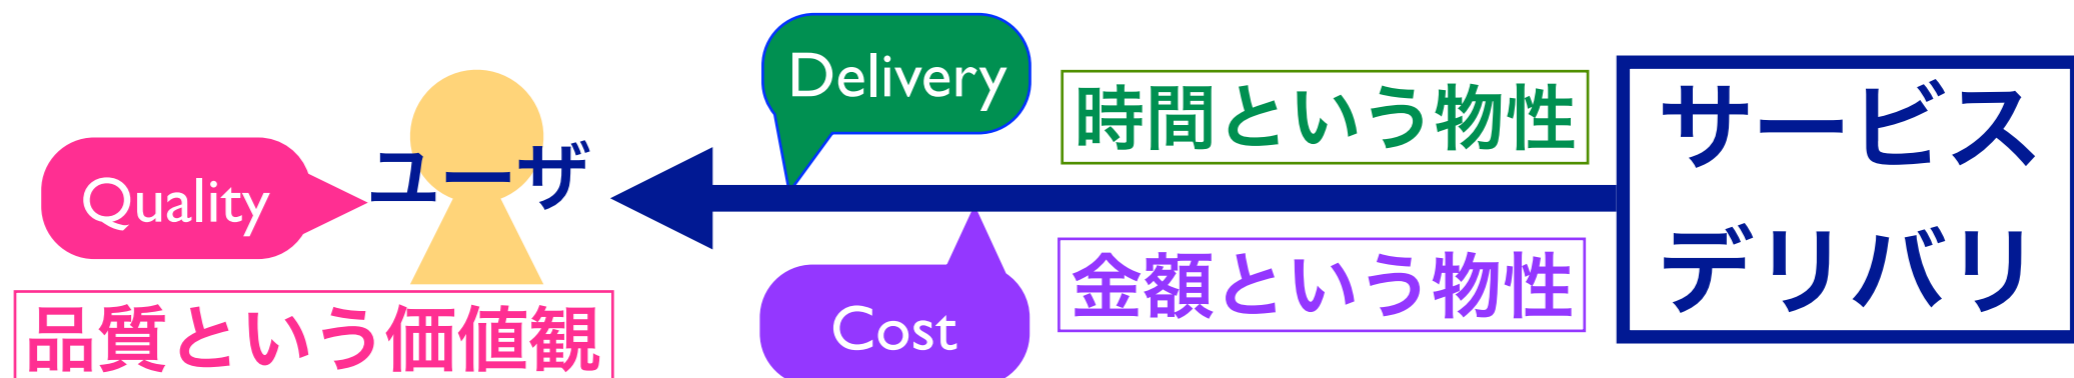 Delivery
時間という物性
サービス
デリバリ
ユーザ
Quality
金額という物性
Cost
品質という価値観